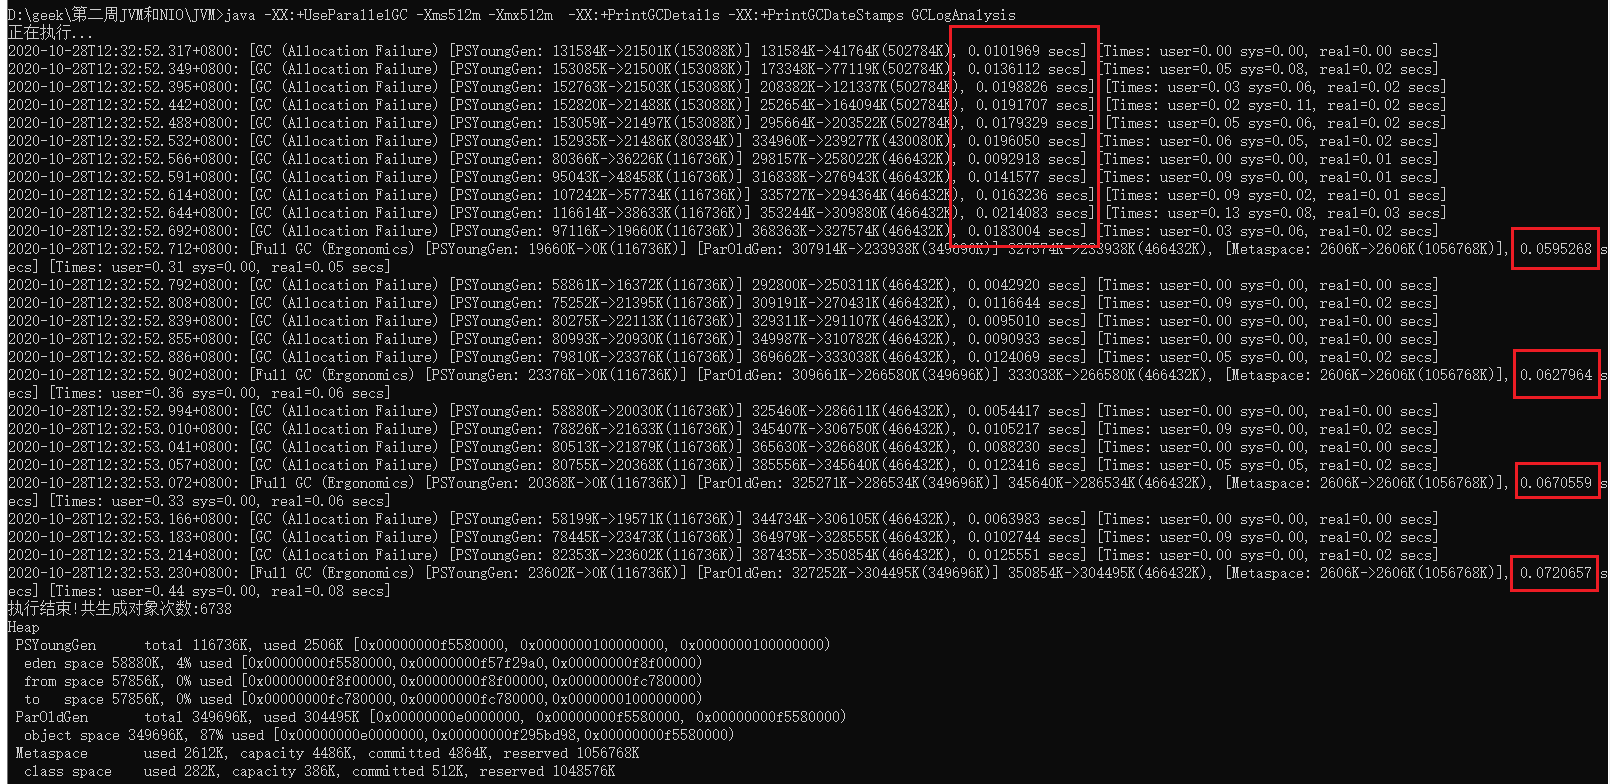 D:\geek\第二周JVM和NIO\JVM>java -XX:+UseParallelGC -Xms512m -Xmx512m  -XX:+PrintGCDetails -XX:+PrintGCDateStamps GCLogAnalysis
正在执行...
2020-10-28T12:32:52.317+0800: [GC (Allocation Failure) [PSYoungGen: 131584K->21501K(153088K)] 131584K->41764K(502784K), 0.0101969 secs] [Times: user=0.00 sys=0.00, real=0.02 secs]
2020-10-28T12:32:52.349+0800: [GC (Allocation Failure) [PSYoungGen: 153085K->21500K(153088K)] 173348K->77119K(502784K), 0.0136112 secs] [Times: user=0.05 sys=0.08, real=0.02 secs]
2020-10-28T12:32:52.395+0800: [GC (Allocation Failure) [PSYoungGen: 152763K->21503K(153088K)] 208382K->121337K(502784K), 0.0198826 secs] [Times: user=0.03 sys=0.06, real=0.02 secs]
2020-10-28T12:32:52.442+0800: [GC (Allocation Failure) [PSYoungGen: 152820K->21488K(153088K)] 252654K->164094K(502784K), 0.0191707 secs] [Times: user=0.02 sys=0.11, real=0.02 secs]
2020-10-28T12:32:52.488+0800: [GC (Allocation Failure) [PSYoungGen: 153059K->21497K(153088K)] 295664K->203522K(502784K), 0.0179329 secs] [Times: user=0.05 sys=0.06, real=0.02 secs]
2020-10-28T12:32:52.532+0800: [GC (Allocation Failure) [PSYoungGen: 152935K->21486K(80384K)] 334960K->239277K(430080K), 0.0196050 secs] [Times: user=0.06 sys=0.05, real=0.02 secs]
2020-10-28T12:32:52.566+0800: [GC (Allocation Failure) [PSYoungGen: 80366K->36226K(116736K)] 298157K->258022K(466432K), 0.0092918 secs] [Times: user=0.00 sys=0.00, real=0.01 secs]
2020-10-28T12:32:52.591+0800: [GC (Allocation Failure) [PSYoungGen: 95043K->48458K(116736K)] 316838K->276943K(466432K), 0.0141577 secs] [Times: user=0.09 sys=0.00, real=0.01 secs]
2020-10-28T12:32:52.614+0800: [GC (Allocation Failure) [PSYoungGen: 107242K->57734K(116736K)] 335727K->294364K(466432K), 0.0163236 secs] [Times: user=0.09 sys=0.02, real=0.01 secs]
2020-10-28T12:32:52.644+0800: [GC (Allocation Failure) [PSYoungGen: 116614K->38633K(116736K)] 353244K->309880K(466432K), 0.0214083 secs] [Times: user=0.13 sys=0.08, real=0.03 secs]
2020-10-28T12:32:52.692+0800: [GC (Allocation Failure) [PSYoungGen: 97116K->19660K(116736K)] 368363K->327574K(466432K), 0.0183004 secs] [Times: user=0.03 sys=0.06, real=0.02 secs]
2020-10-28T12:32:52.712+0800: [Full GC (Ergonomics) [PSYoungGen: 19660K->0K(116736K)] [ParOldGen: 307914K->233938K(349696K)] 327574K->233938K(466432K), [Metaspace: 2606K->2606K(1056768K)], 0.0595268 s
ecs] [Times: user=0.31 sys=0.00, real=0.05 secs]
2020-10-28T12:32:52.792+0800: [GC (Allocation Failure) [PSYoungGen: 58861K->16372K(116736K)] 292800K->250311K(466432K), 0.0042920 secs] [Times: user=0.00 sys=0.00, real=0.00 secs]
2020-10-28T12:32:52.808+0800: [GC (Allocation Failure) [PSYoungGen: 75252K->21395K(116736K)] 309191K->270431K(466432K), 0.0116644 secs] [Times: user=0.09 sys=0.00, real=0.02 secs]
2020-10-28T12:32:52.839+0800: [GC (Allocation Failure) [PSYoungGen: 80275K->22113K(116736K)] 329311K->291107K(466432K), 0.0095010 secs] [Times: user=0.00 sys=0.00, real=0.00 secs]
2020-10-28T12:32:52.855+0800: [GC (Allocation Failure) [PSYoungGen: 80993K->20930K(116736K)] 349987K->310782K(466432K), 0.0090933 secs] [Times: user=0.00 sys=0.00, real=0.02 secs]
2020-10-28T12:32:52.886+0800: [GC (Allocation Failure) [PSYoungGen: 79810K->23376K(116736K)] 369662K->333038K(466432K), 0.0124069 secs] [Times: user=0.05 sys=0.00, real=0.02 secs]
2020-10-28T12:32:52.902+0800: [Full GC (Ergonomics) [PSYoungGen: 23376K->0K(116736K)] [ParOldGen: 309661K->266580K(349696K)] 333038K->266580K(466432K), [Metaspace: 2606K->2606K(1056768K)], 0.0627964 s
ecs] [Times: user=0.36 sys=0.00, real=0.06 secs]
2020-10-28T12:32:52.994+0800: [GC (Allocation Failure) [PSYoungGen: 58880K->20030K(116736K)] 325460K->286611K(466432K), 0.0054417 secs] [Times: user=0.00 sys=0.00, real=0.00 secs]
2020-10-28T12:32:53.010+0800: [GC (Allocation Failure) [PSYoungGen: 78826K->21633K(116736K)] 345407K->306750K(466432K), 0.0105217 secs] [Times: user=0.09 sys=0.00, real=0.02 secs]
2020-10-28T12:32:53.041+0800: [GC (Allocation Failure) [PSYoungGen: 80513K->21879K(116736K)] 365630K->326680K(466432K), 0.0088230 secs] [Times: user=0.00 sys=0.00, real=0.00 secs]
2020-10-28T12:32:53.057+0800: [GC (Allocation Failure) [PSYoungGen: 80755K->20368K(116736K)] 385556K->345640K(466432K), 0.0123416 secs] [Times: user=0.05 sys=0.05, real=0.02 secs]
2020-10-28T12:32:53.072+0800: [Full GC (Ergonomics) [PSYoungGen: 20368K->0K(116736K)] [ParOldGen: 325271K->286534K(349696K)] 345640K->286534K(466432K), [Metaspace: 2606K->2606K(1056768K)], 0.0670559 s
ecs] [Times: user=0.33 sys=0.00, real=0.06 secs]
2020-10-28T12:32:53.166+0800: [GC (Allocation Failure) [PSYoungGen: 58199K->19571K(116736K)] 344734K->306105K(466432K), 0.0063983 secs] [Times: user=0.00 sys=0.00, real=0.00 secs]
2020-10-28T12:32:53.183+0800: [GC (Allocation Failure) [PSYoungGen: 78445K->23473K(116736K)] 364979K->328555K(466432K), 0.0102744 secs] [Times: user=0.09 sys=0.00, real=0.02 secs]
2020-10-28T12:32:53.214+0800: [GC (Allocation Failure) [PSYoungGen: 82353K->23602K(116736K)] 387435K->350854K(466432K), 0.0125551 secs] [Times: user=0.00 sys=0.00, real=0.02 secs]
2020-10-28T12:32:53.230+0800: [Full GC (Ergonomics) [PSYoungGen: 23602K->0K(116736K)] [ParOldGen: 327252K->304495K(349696K)] 350854K->304495K(466432K), [Metaspace: 2606K->2606K(1056768K)], 0.0720657 s
ecs] [Times: user=0.44 sys=0.00, real=0.08 secs]
执行结束!共生成对象次数:6738
Heap
 PSYoungGen      total 116736K, used 2506K [0x00000000f5580000, 0x0000000100000000, 0x0000000100000000)
  eden space 58880K, 4% used [0x00000000f5580000,0x00000000f57f29a0,0x00000000f8f00000)
  from space 57856K, 0% used [0x00000000f8f00000,0x00000000f8f00000,0x00000000fc780000)
  to   space 57856K, 0% used [0x00000000fc780000,0x00000000fc780000,0x0000000100000000)
 ParOldGen       total 349696K, used 304495K [0x00000000e0000000, 0x00000000f5580000, 0x00000000f5580000)
  object space 349696K, 87% used [0x00000000e0000000,0x00000000f295bd98,0x00000000f5580000)
 Metaspace       used 2612K, capacity 4486K, committed 4864K, reserved 1056768K
  class space    used 282K, capacity 386K, committed 512K, reserved 1048576K